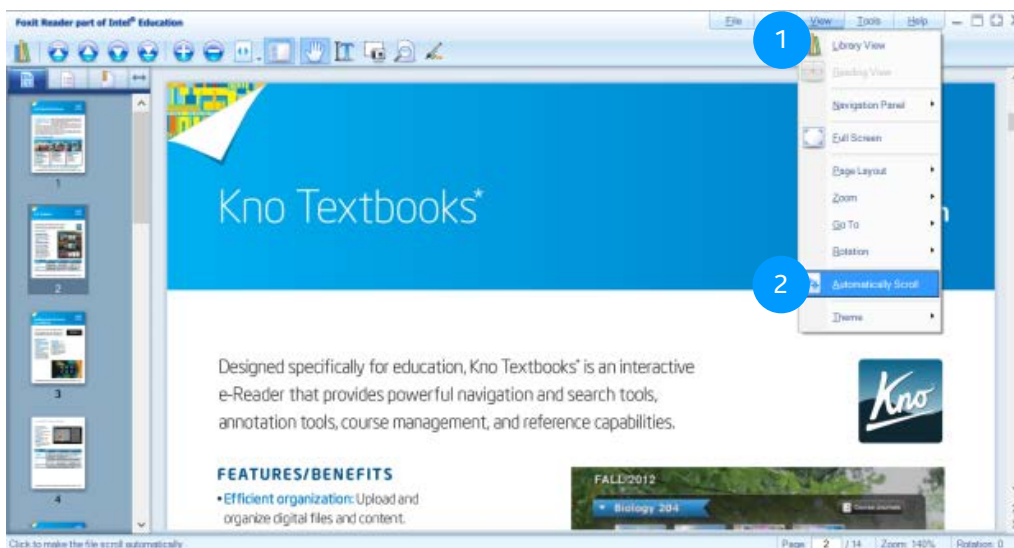 Foxit Reader part of Intel® Education
File
View
Tools
Help
1
Library View
Reading View
Navigation Panel
Full Screen
Page Layout
Zoom
Go To
Rotation
2
Automatically Scroll
Theme
1
2
3
4
Kno Textbooks*
Designed specifically for education, Kno Textbooks* is an interactive
e-Reader that provides powerful navigation and search tools,
annotation tools, course management, and reference capabilities.
Kno
FEATURES/BENEFITS
• Efficient organization: Upload and
organize digital files and content.
FALL 2012
Biology 204
Course Journals
Click to make the file scroll automatically
Page 2 / 14 Zoom: 140% Rotation: 0